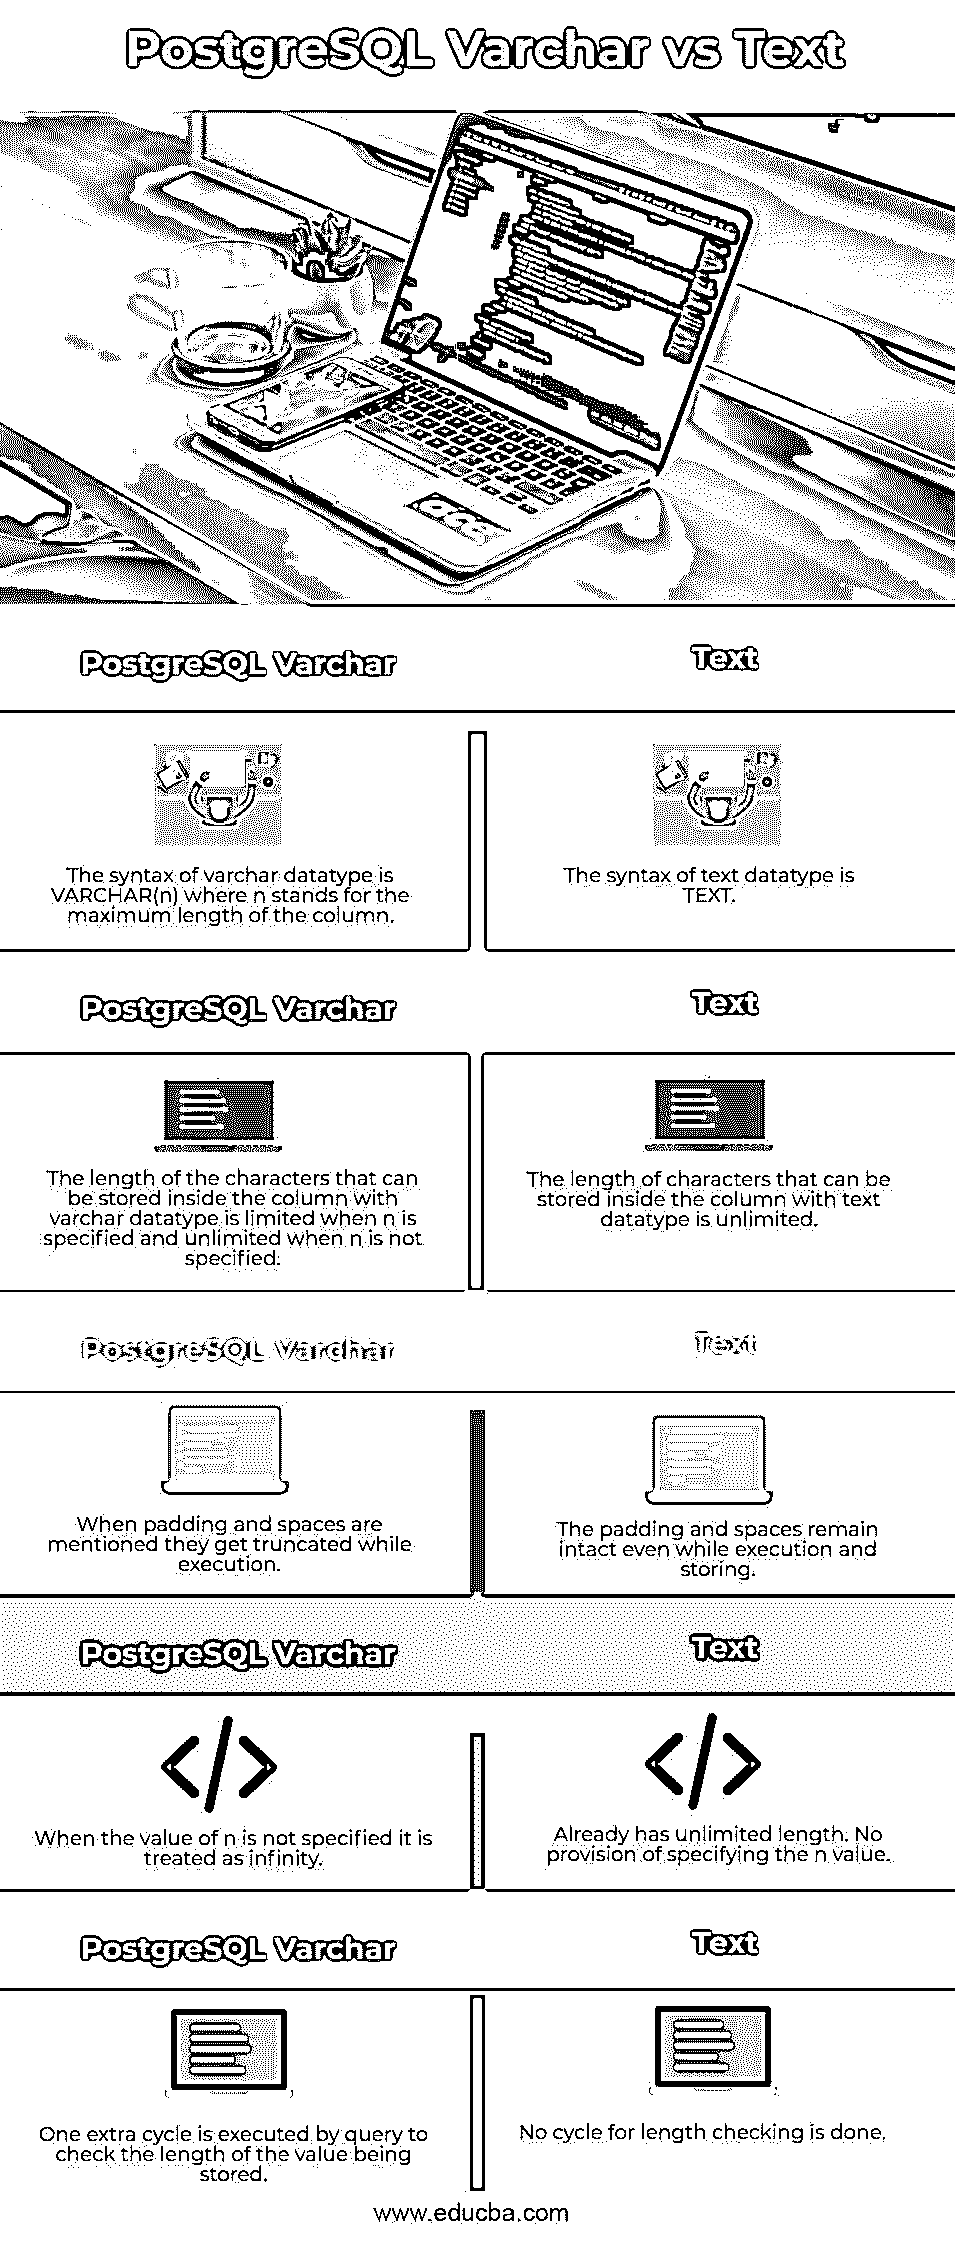 PostgreSQL Varchar vs Text
PostgreSQL Varchar
Text
The syntax of varchar datatype is
VARCHAR(n) where n stands for the
maximum length of the column.
The syntax of text datatype is
TEXT.
PostgreSQL Varchar
Text
The length of the characters that can
be stored inside the column with
varchar datatype is limited when n is
specified and unlimited when n is not
specified.
The length of characters that can be
stored inside the column with text
datatype is unlimited.
PostgreSQL Varchar
Text
When padding and spaces are
mentioned they get truncated while
execution.
The padding and spaces remain
intact even while execution and
storing.
PostgreSQL Varchar
Text
When the value of n is not specified it is
treated as infinity.
Already has unlimited length. No
provision of specifying the n value.
PostgreSQL Varchar
Text
One extra cycle is executed by query to
check the length of the value being
stored.
No cycle for length checking is done.
www.educba.com